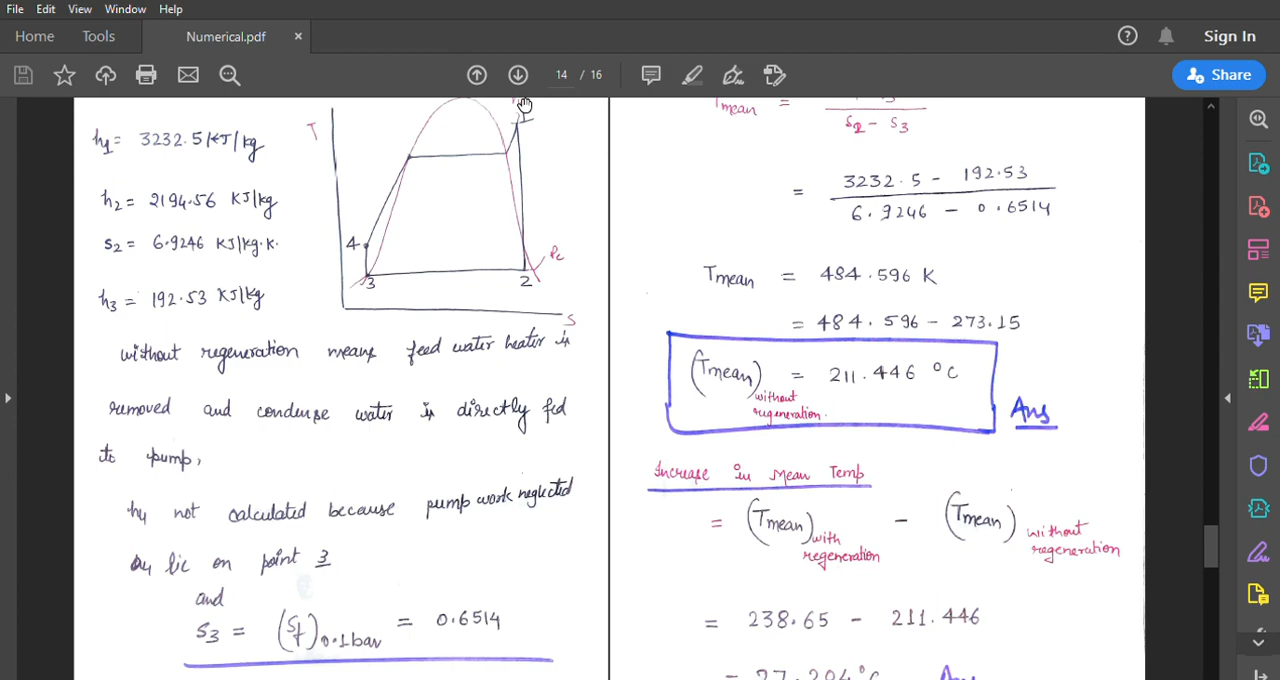 File Edit View Window Help
Home Tools Numerical.pdf × Sign In
14 / 16 Share
h1 = 3232.5 KJ/kg
h2 = 2194.56 KJ/kg
s2 = 6.9246 KJ/kg.K.
h3 = 192.53 KJ/kg
T
1
4
3
2
Pc
S
without regeneration means feed water heater is
removed and condense water is directly fed
to pump,
h4 not calculated because pump work neglected
lie on point 3
and
s3 = (sf)0.1bar = 0.6514
Tmean =
s2 - s3
= 3232.5 - 192.53
6.9246 - 0.6514
Tmean = 484.596 K
= 484.596 - 273.15
(Tmean)without regeneration. = 211.446 °C
Ans
Increase in Mean Temp
= (Tmean)with regeneration - (Tmean)without regeneration
= 238.65 - 211.446
= 27.204°C Ans